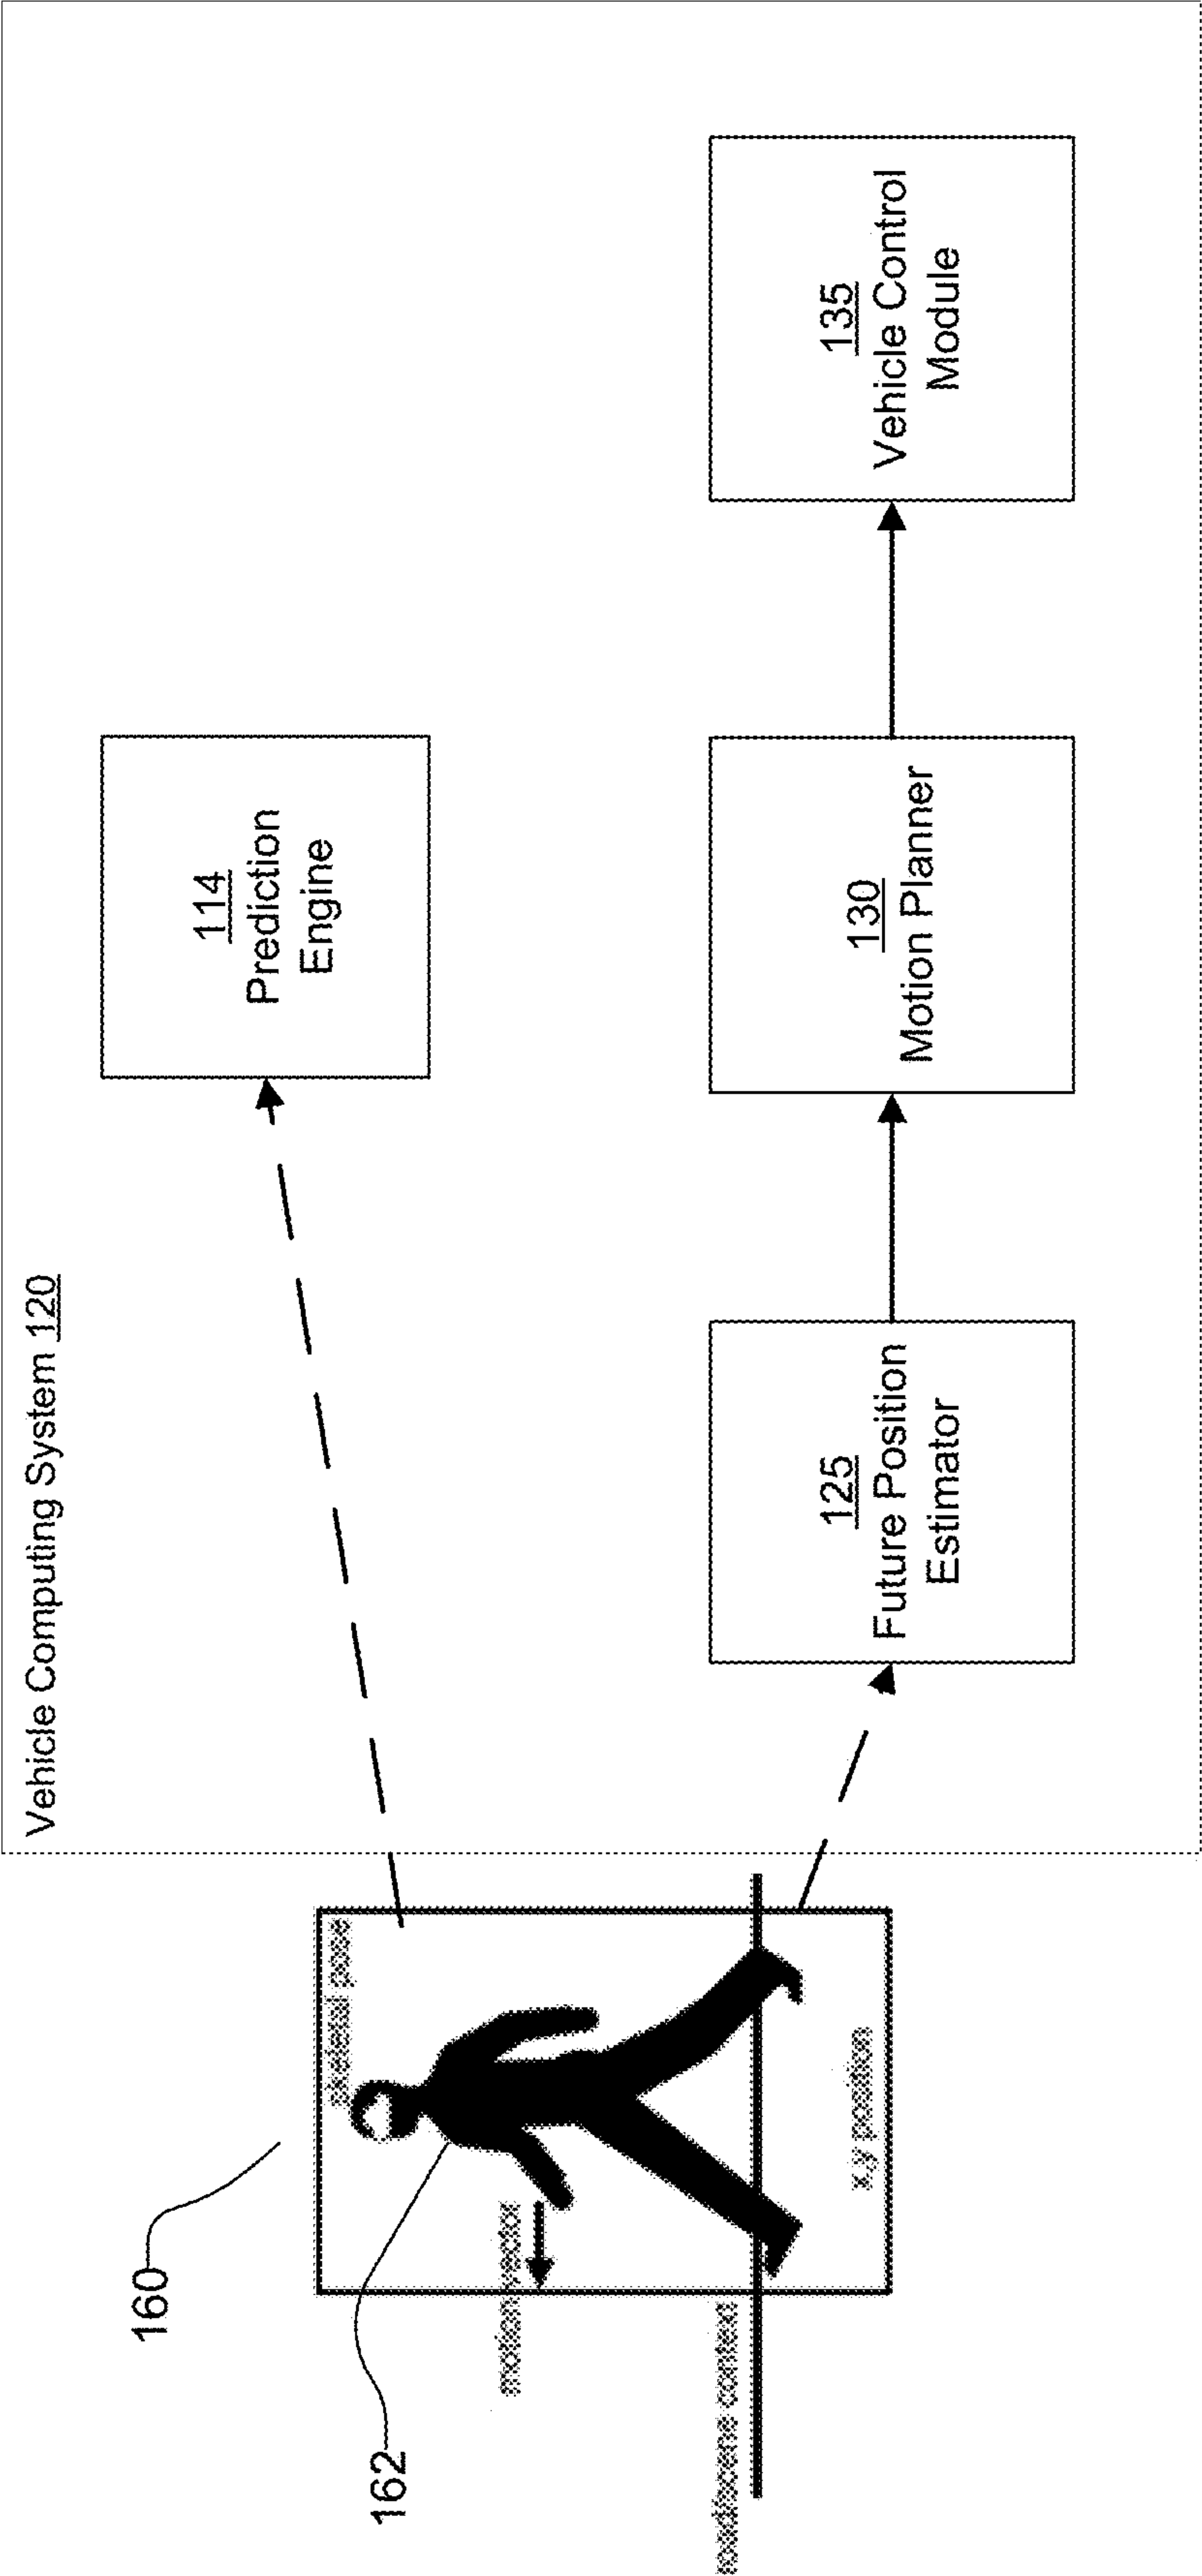 Vehicle Computing System 120
160
162
skeletal pose
motion vector
road/scene context
x,y position
114
Prediction
Engine
125
Future Position
Estimator
130
Motion Planner
135
Vehicle Control
Module